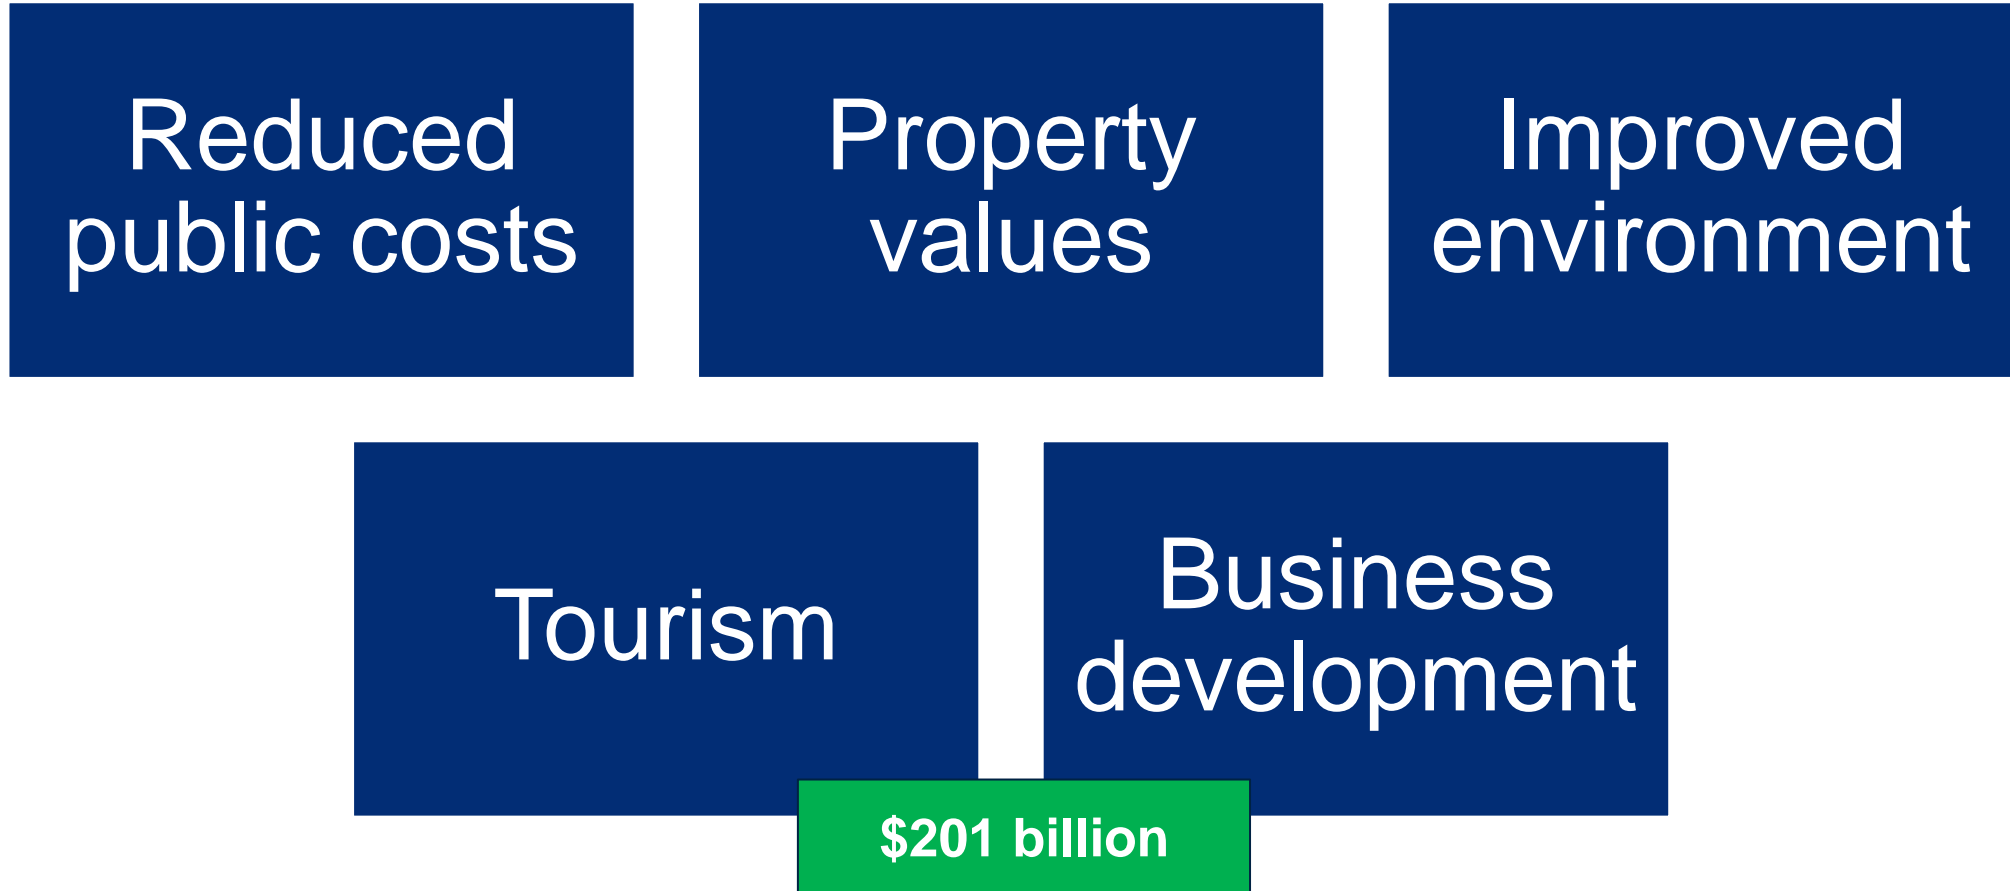 Reduced
public costs
Property
values
Improved
environment
Tourism
Business
development
$201 billion